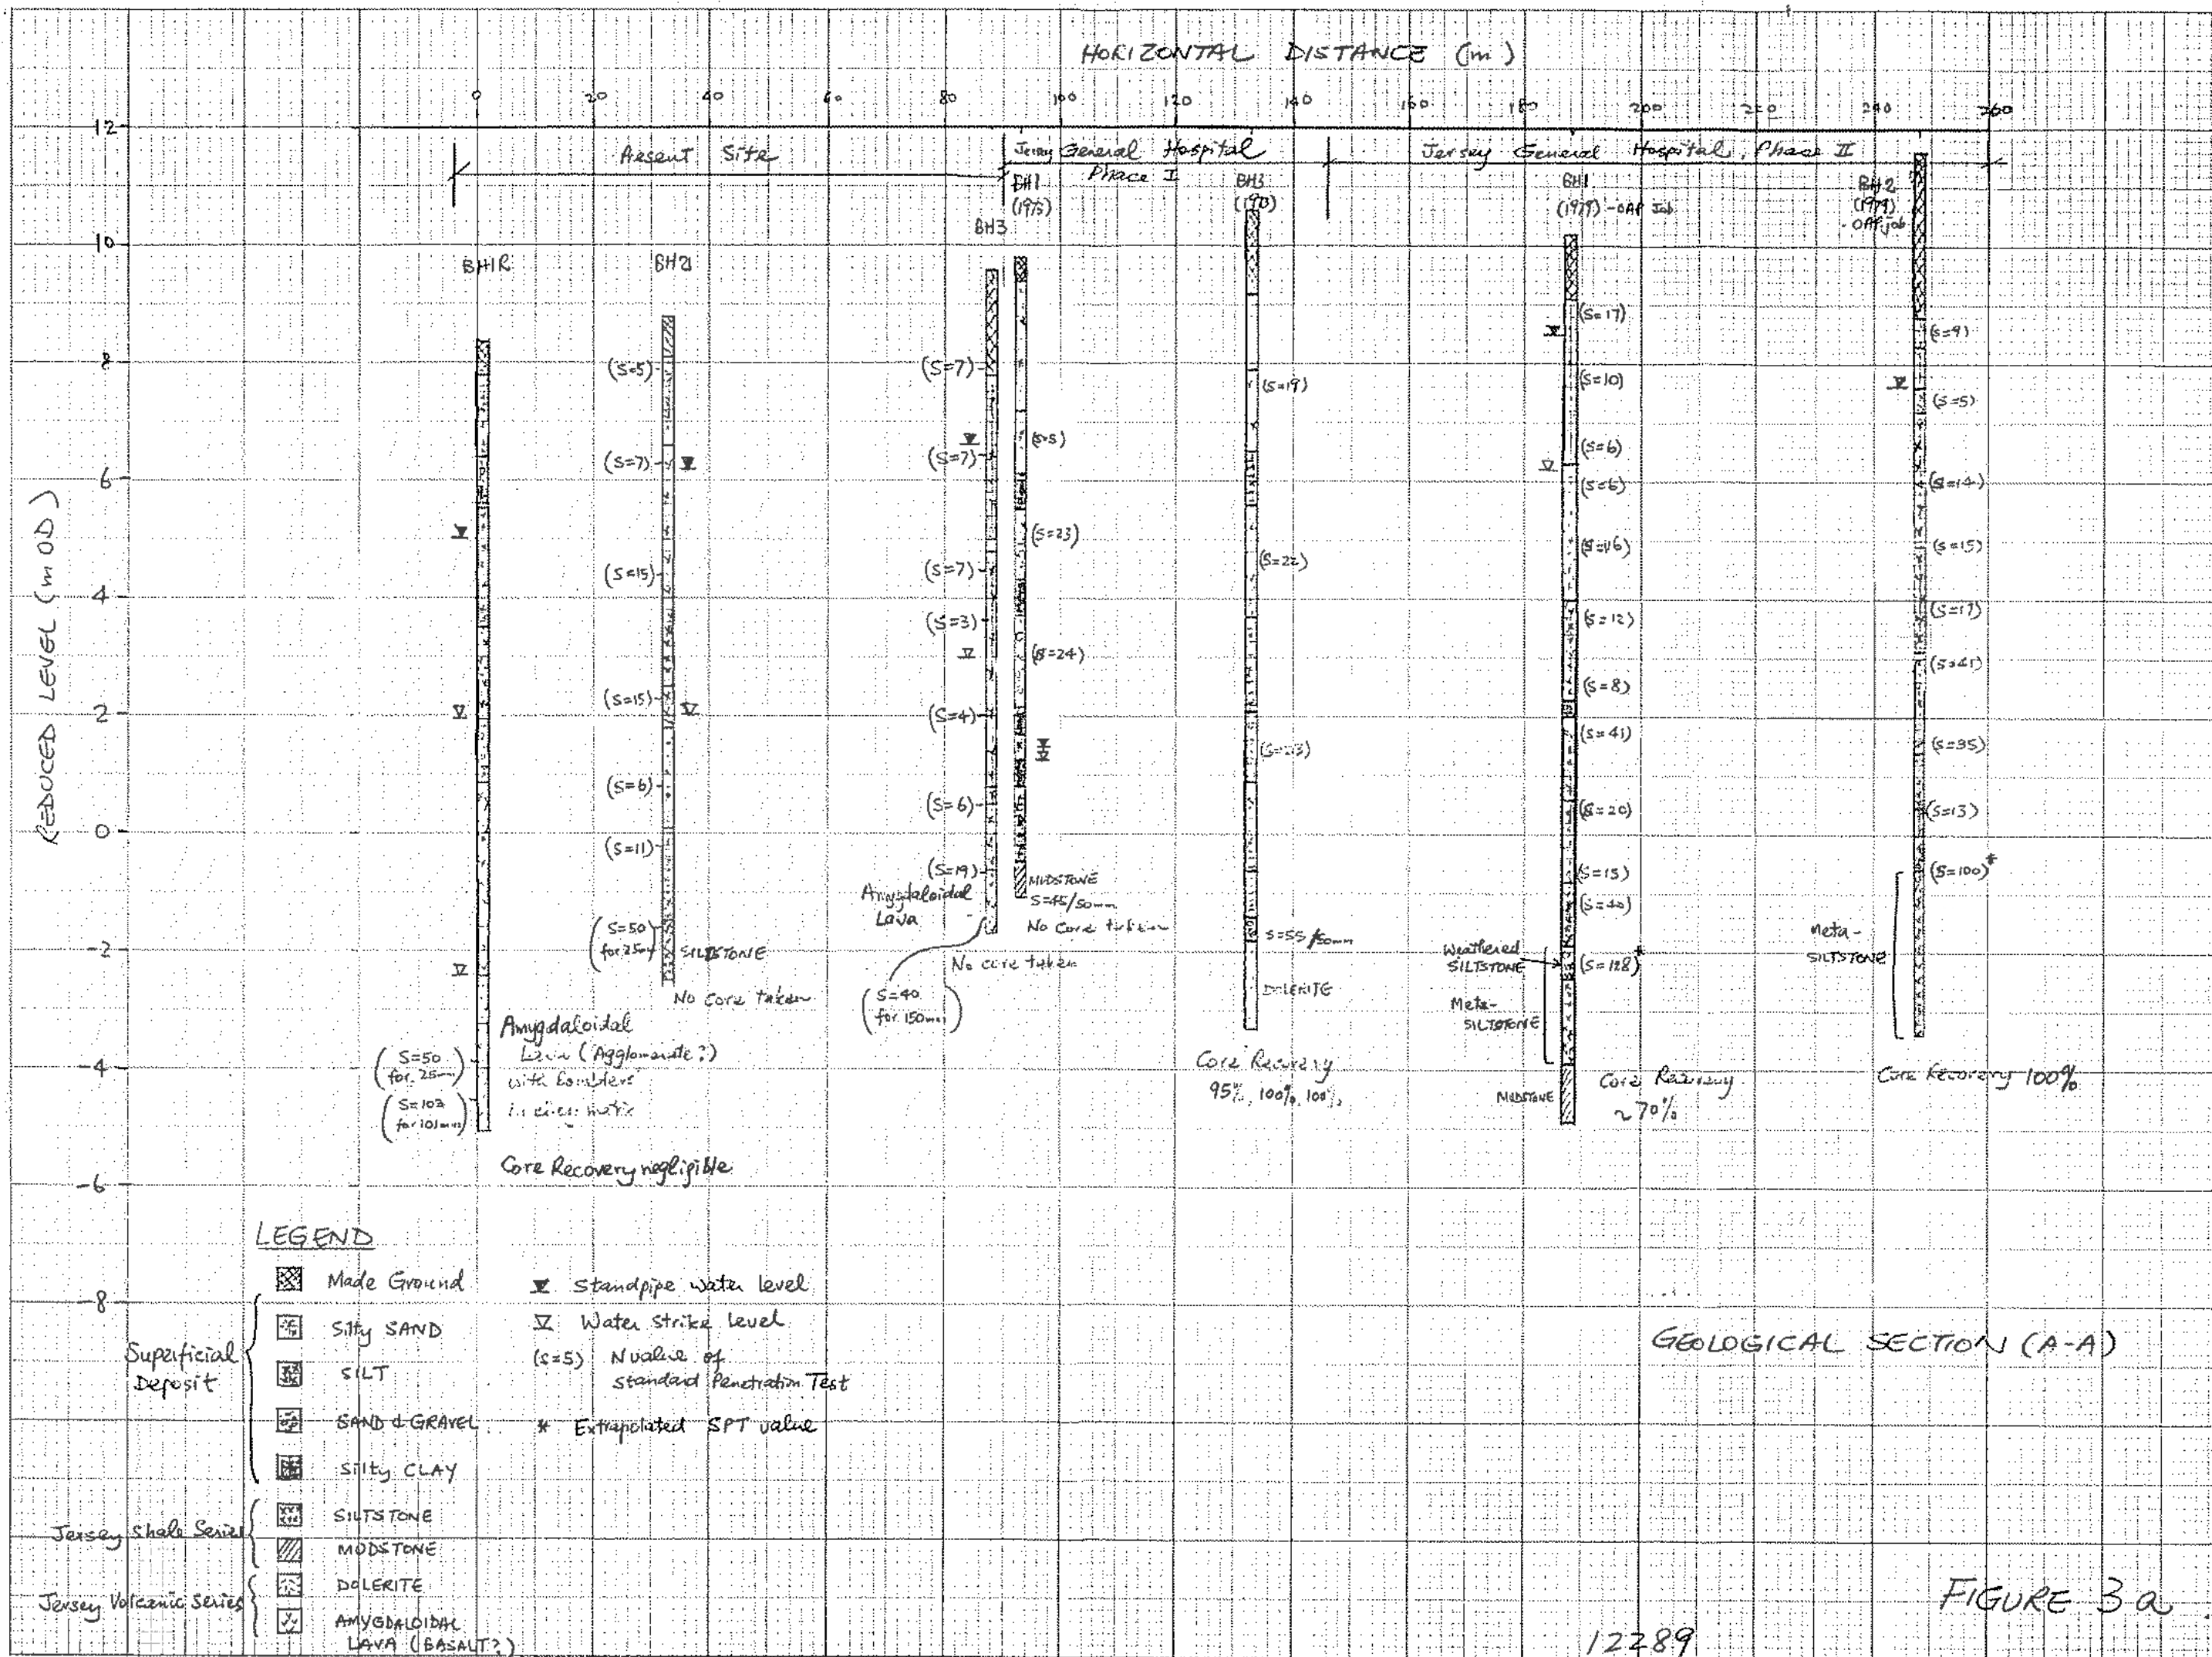 HORIZONTAL DISTANCE (m)
0 20 40 60 80 100 120 140 160 180 200 220 240 260
12
10
8
6
4
2
0
-2
-4
-6
-8
REDUCED LEVEL (m OD)
Present Site
Jersey General Hospital
Phase I
Jersey General Hospital, Phase II
BH1R
BH2
BH3
BH1
(1975)
BH3
BH1
(1979) - OAP Job
BH2
(1979)
- OAP job
(S=5)
(S=7)
(S=15)
(S=15)
(S=6)
(S=11)
(S=50
for 25mm)
SILTSTONE
No core taken
(S=7)
(S=7)
(S=7)
(S=3)
(S=4)
(S=6)
(S=19)
Amygdaloidal
Lava
No core taken
(S=40
for 150mm)
(S=5)
(S=23)
(S=24)
MUDSTONE
S=45/50mm
No Core taken
(S=19)
(S=22)
(S=23)
S=55/50mm
DOLERITE
Core Recovery
95%, 100%, 100%
(S=17)
(S=10)
(S=6)
(S=6)
(S=16)
(S=12)
(S=8)
(S=41)
(S=20)
(S=15)
(S=40)
(S=128)*
Weathered
SILTSTONE
Meta-
SILTSTONE
MUDSTONE
Core Recovery
~70%
(S=9)
(S=5)
(S=14)
(S=15)
(S=17)
(S=41)
(S=35)
(S=13)
(S=100)*
Meta-
SILTSTONE
Core Recovery 100%
(S=50
for 25mm)
(S=102
for 101mm)
Amygdaloidal
Lava (Agglomerate?)
with boulders
Core Recovery negligible
LEGEND
Made Ground
Superficial
Deposit
Silty SAND
SILT
SAND & GRAVEL
Silty CLAY
Jersey Shale Series
SILTSTONE
MUDSTONE
Jersey Volcanic Series
DOLERITE
AMYGDALOIDAL
LAVA (BASALT?)
Standpipe water level
Water strike level
(S=5) N value of
Standard Penetration Test
* Extrapolated SPT value
GEOLOGICAL SECTION (A-A)
FIGURE 3a
12289